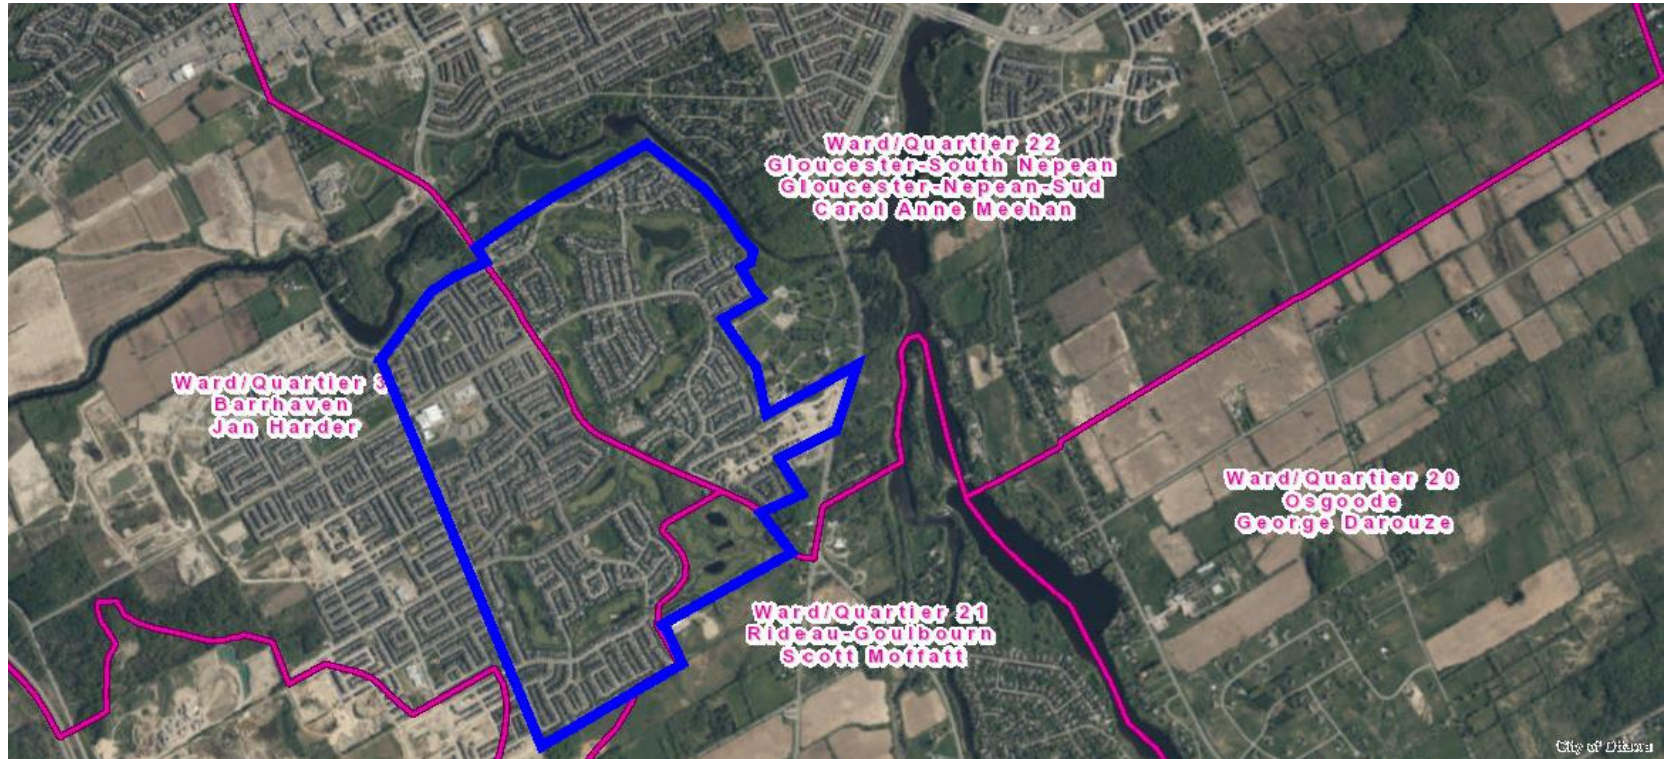 Ward/Quartier 22
Gloucester-South Nepean
Gloucester-Nepean-Sud
Carol Anne Meehan
Ward/Quartier 3
Barrhaven
Jan Harder
Ward/Quartier 20
Osgoode
George Darouze
Ward/Quartier 21
Rideau-Goulbourn
Scott Moffatt
City of Ottawa